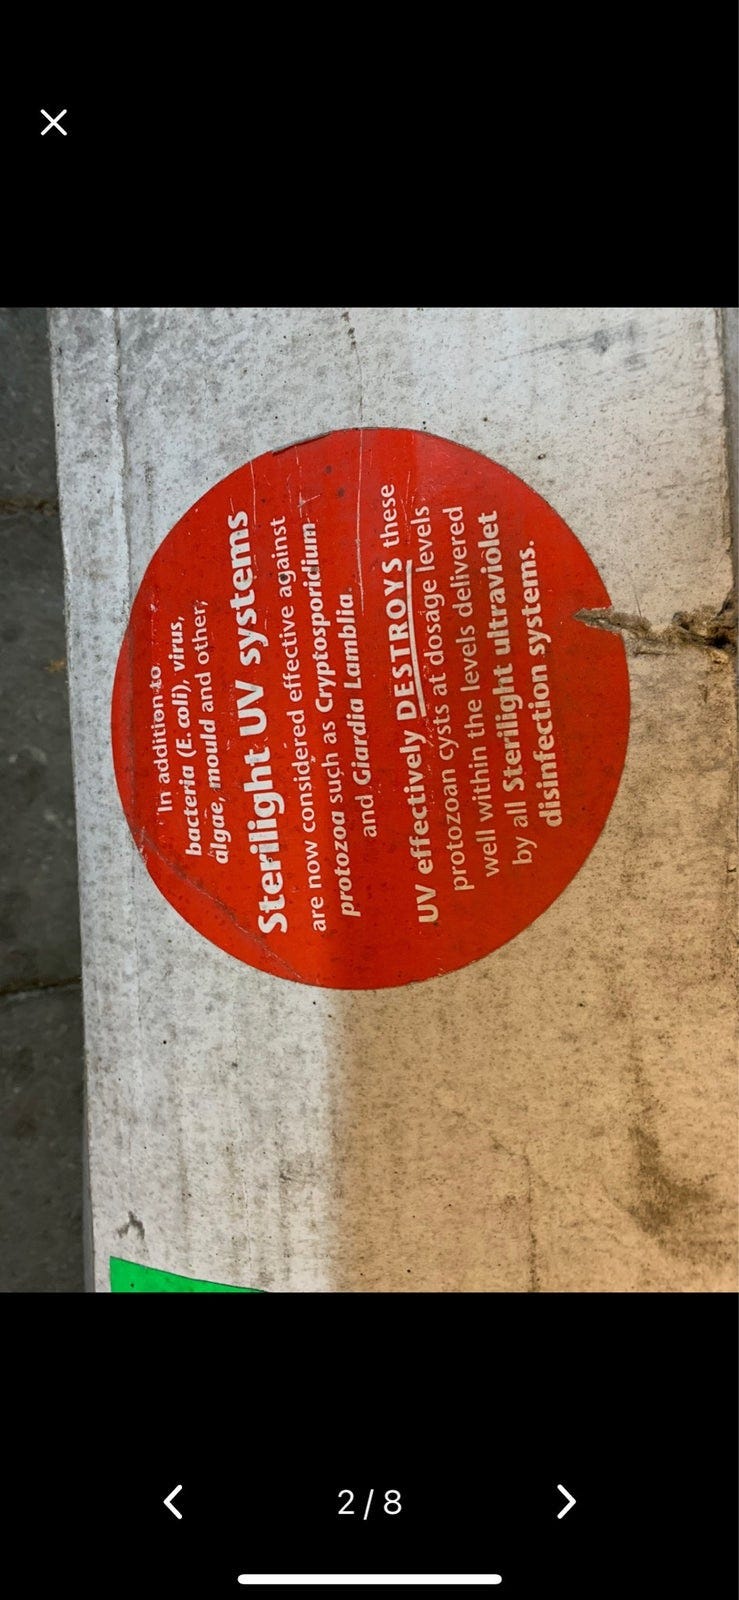 In addition to
bacteria (E. coli), virus,
algae, mould and other,
Sterilight UV systems
are now considered effective against
protozoa such as Cryptosporidium
and Giardia Lamblia.
UV effectively DESTROYS these
protozoan cysts at dosage levels
well within the levels delivered
by all Sterilight ultraviolet
disinfection systems.
2 / 8